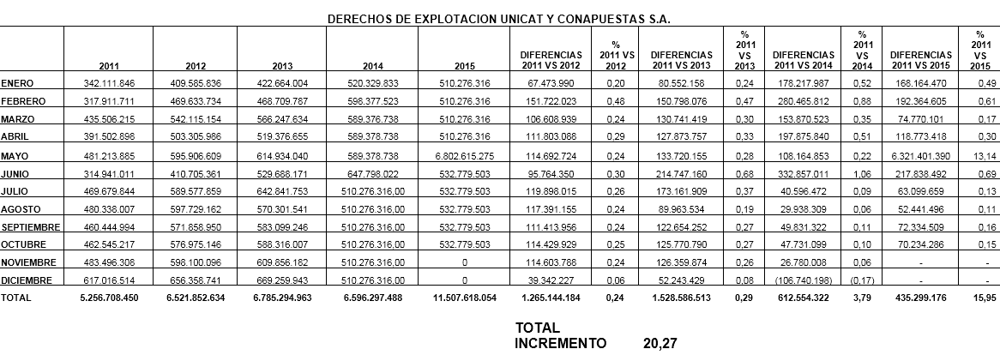 DERECHOS DE EXPLOTACION UNICAT Y CONAPUESTAS S.A.
2011 2012 2013 2014 2015 DIFERENCIAS 2011 VS 2012 % 2011 VS 2012 DIFERENCIAS 2011 VS 2013 % 2011 VS 2013 DIFERENCIAS 2011 VS 2014 % 2011 VS 2014 DIFERENCIAS 2011 VS 2015 % 2011 VS 2015
ENERO 342.111.846 409.585.836 422.664.004 520.329.833 510.276.316 67.473.990 0,20 80.552.158 0,24 178.217.987 0,52 168.164.470 0,49
FEBRERO 317.911.711 469.633.734 468.709.787 598.377.523 510.276.316 151.722.023 0,48 150.798.076 0,47 280.465.812 0,88 192.364.605 0,61
MARZO 435.506.215 542.115.154 566.247.634 589.376.738 510.276.316 106.608.939 0,24 130.741.419 0,30 153.870.523 0,35 74.770.101 0,17
ABRIL 391.502.898 503.305.986 519.376.655 589.378.738 510.276.316 111.803.088 0,29 127.873.757 0,33 197.875.840 0,51 118.773.418 0,30
MAYO 481.213.885 595.906.609 614.934.040 589.378.738 6.802.615.275 114.692.724 0,24 133.720.155 0,28 108.164.853 0,22 6.321.401.390 13,14
JUNIO 314.941.011 410.705.361 529.688.171 647.798.022 532.779.503 95.764.350 0,30 214.747.160 0,68 332.857.011 1,06 217.838.492 0,69
JULIO 469.679.844 589.577.859 642.841.753 510.276.316,00 532.779.503 119.898.015 0,26 173.161.909 0,37 40.596.472 0,09 63.099.659 0,13
AGOSTO 480.338.007 597.729.162 570.301.541 510.276.316,00 532.779.503 117.391.155 0,24 89.963.534 0,19 29.938.309 0,06 52.441.496 0,11
SEPTIEMBRE 460.444.994 571.858.950 583.099.246 510.276.316,00 532.779.503 111.413.956 0,24 122.654.252 0,27 49.831.322 0,11 72.334.509 0,16
OCTUBRE 462.545.217 576.975.146 588.316.007 510.276.316,00 532.779.503 114.429.929 0,25 125.770.790 0,27 47.731.099 0,10 70.234.286 0,15
NOVIEMBRE 483.496.308 598.100.096 609.856.182 510.276.316,00 0 114.603.788 0,24 126.359.874 0,26 26.780.008 0,06 - -
DICIEMBRE 617.016.514 656.358.741 669.259.943 510.276.316,00 0 39.342.227 0,06 52.243.429 0,08 (106.740.198) (0,17) - -
TOTAL 5.256.708.450 6.521.852.634 6.785.294.963 6.596.297.488 11.507.618.054 1.265.144.184 0,24 1.528.586.513 0,29 612.554.322 3,79 435.299.176 15,95
TOTAL
INCREMENTO 20,27